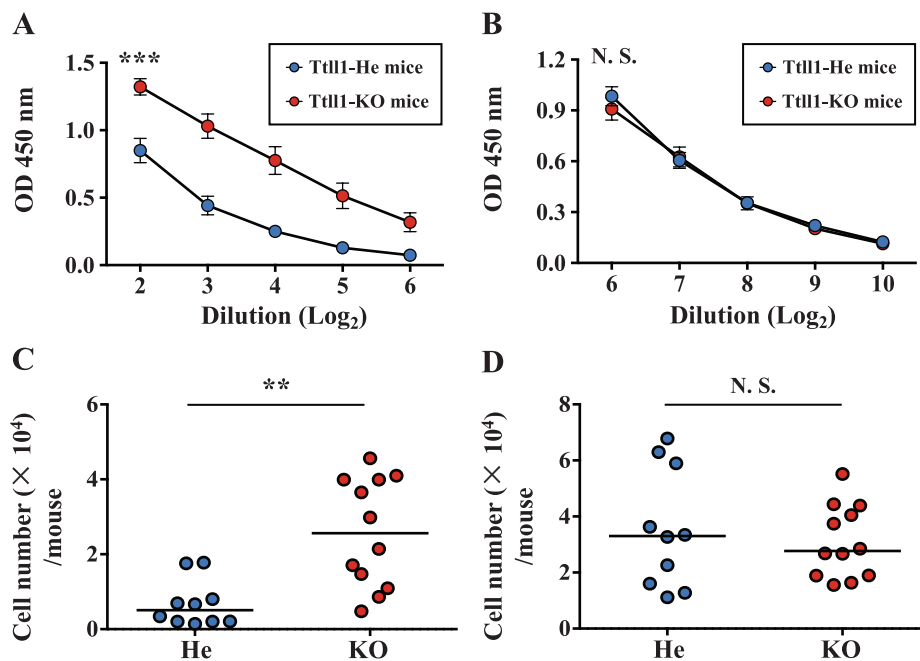 A
OD 450 nm
1.5
1.0
0.5
0.0
***
Ttll1-He mice
Ttll1-KO mice
2 3 4 5 6
Dilution (Log₂)
B
OD 450 nm
1.2
0.9
0.6
0.3
0.0
N. S.
Ttll1-He mice
Ttll1-KO mice
6 7 8 9 10
Dilution (Log₂)
C
Cell number (× 10⁴)
/mouse
6
4
2
0
**
He KO
D
Cell number (× 10⁴)
/mouse
8
6
4
2
0
N. S.
He KO